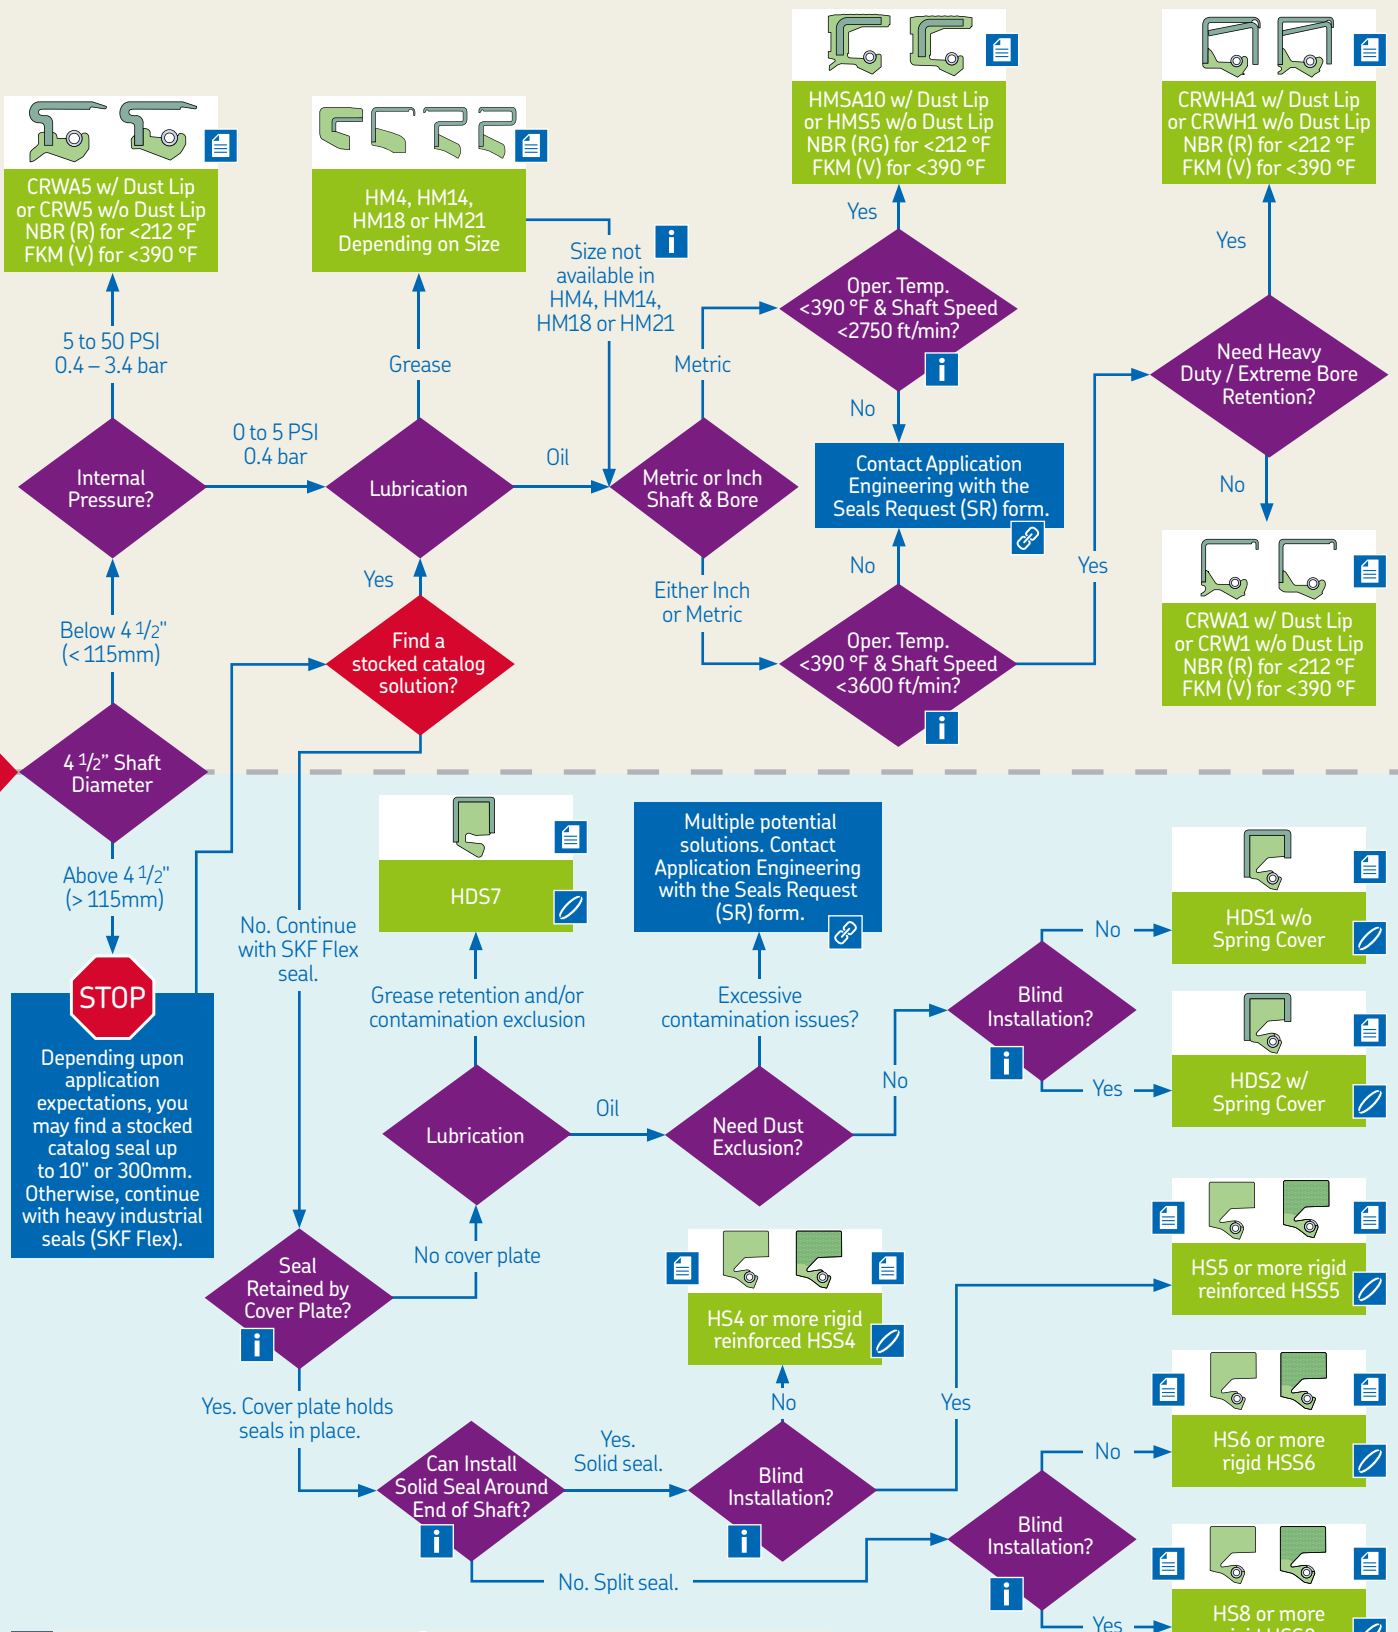 HMSA10 w/ Dust Lip
or HMS5 w/o Dust Lip
NBR (RG) for <212 °F
FKM (V) for <390 °F
CRWHA1 w/ Dust Lip
or CRWH1 w/o Dust Lip
NBR (R) for <212 °F
FKM (V) for <390 °F
CRWA5 w/ Dust Lip
or CRW5 w/o Dust Lip
NBR (R) for <212 °F
FKM (V) for <390 °F
HM4, HM14,
HM18 or HM21
Depending on Size
Size not
available in
HM4, HM14,
HM18 or HM21
Yes
Yes
Oper. Temp.
<390 °F & Shaft Speed
<2750 ft/min?
5 to 50 PSI
0.4 – 3.4 bar
Grease
Metric
Need Heavy
Duty / Extreme Bore
Retention?
No
0 to 5 PSI
0.4 bar
Oil
Internal
Pressure?
Lubrication
Metric or Inch
Shaft & Bore
Contact Application
Engineering with the
Seals Request (SR) form.
No
Yes
No
Yes
Either Inch
or Metric
Below 4 1/2"
(< 115mm)
Find a
stocked catalog
solution?
Oper. Temp.
<390 °F & Shaft Speed
<3600 ft/min?
CRWA1 w/ Dust Lip
or CRW1 w/o Dust Lip
NBR (R) for <212 °F
FKM (V) for <390 °F
4 1/2” Shaft
Diameter
Above 4 1/2"
(> 115mm)
No. Continue
with SKF Flex
seal.
HDS7
Multiple potential
solutions. Contact
Application Engineering
with the Seals Request
(SR) form.
No
HDS1 w/o
Spring Cover
STOP
Depending upon
application
expectations, you
may find a stocked
catalog seal up
to 10" or 300mm.
Otherwise, continue
with heavy industrial
seals (SKF Flex).
Grease retention and/or
contamination exclusion
Excessive
contamination issues?
Blind
Installation?
No
Yes
HDS2 w/
Spring Cover
Lubrication
Oil
Need Dust
Exclusion?
No cover plate
Seal
Retained by
Cover Plate?
HS4 or more rigid
reinforced HSS4
HS5 or more rigid
reinforced HSS5
Yes. Cover plate holds
seals in place.
No
Yes
Can Install
Solid Seal Around
End of Shaft?
Yes.
Solid seal.
Blind
Installation?
No
HS6 or more
rigid HSS6
Blind
Installation?
No. Split seal.
Yes
HS8 or more